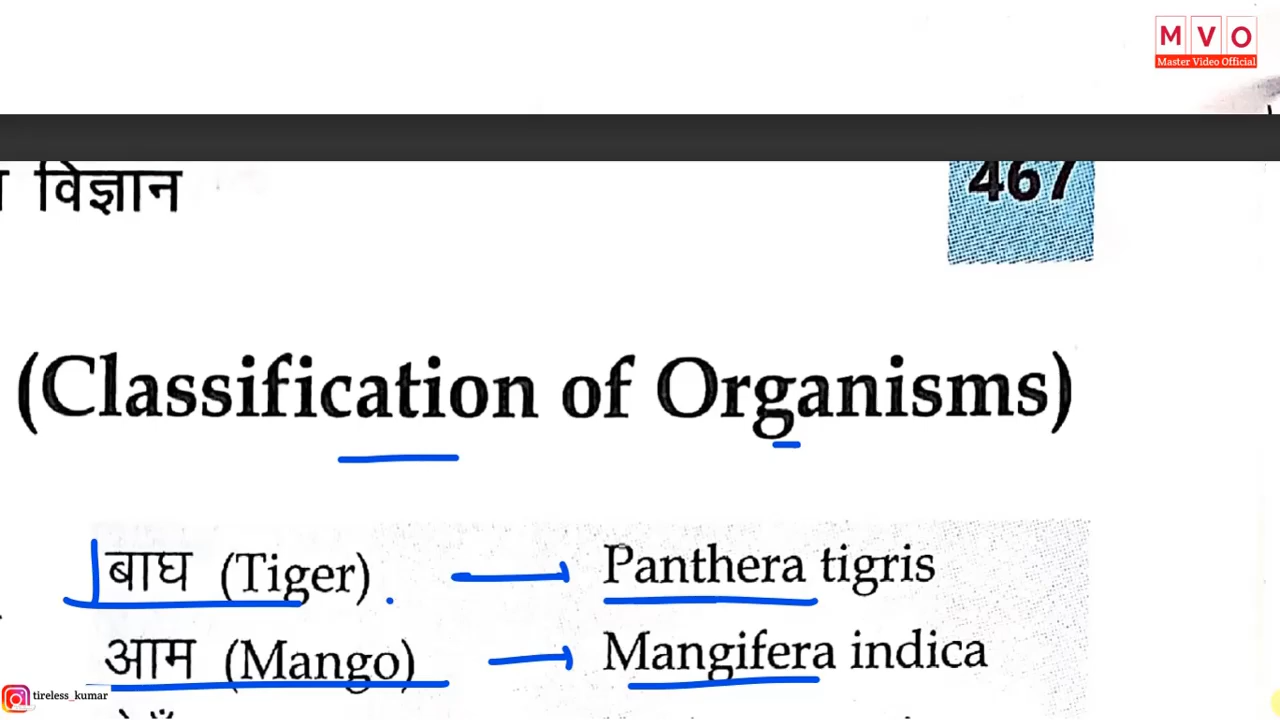 M V O
Master Video Official
विज्ञान
467
(Classification of Organisms)
बाघ (Tiger) Panthera tigris
आम (Mango) Mangifera indica
tireless_kumar